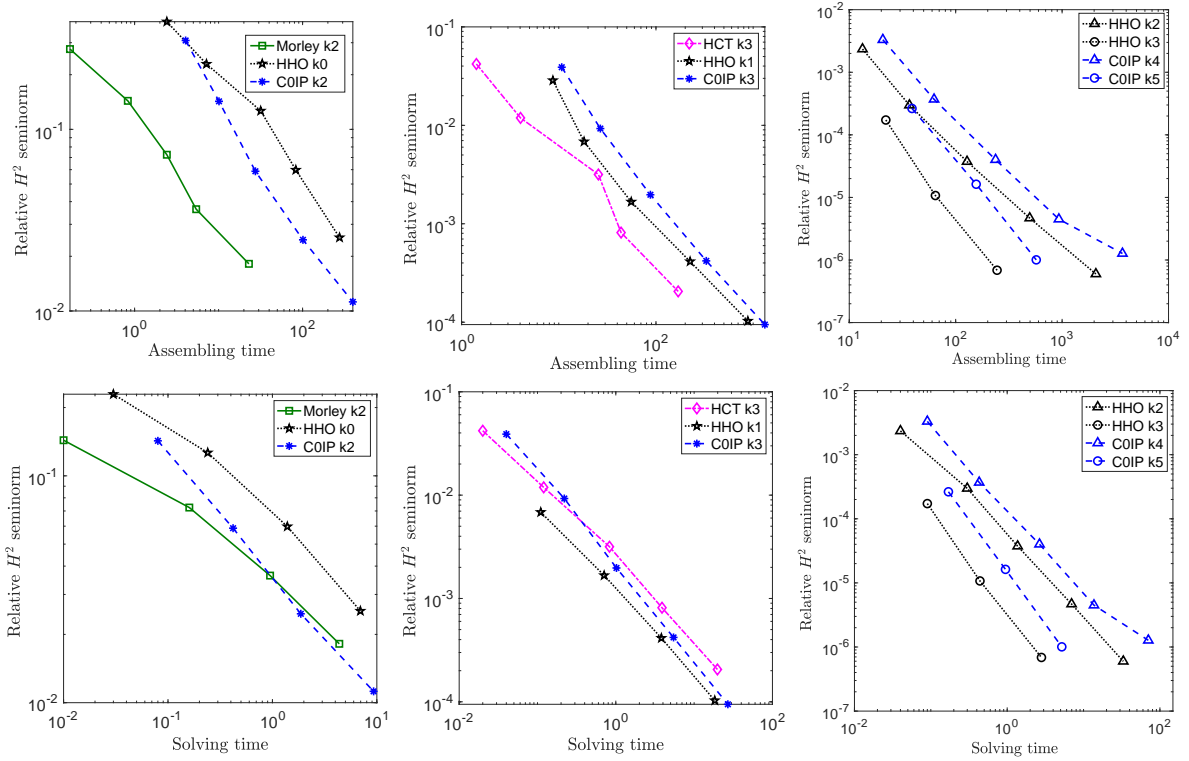 Relative H² seminorm
10⁻¹
10⁻²
10⁰
10²
Assembling time
Morley k2
HHO k0
C0IP k2
Relative H² seminorm
10⁻¹
10⁻²
10⁻³
10⁻⁴
10⁰
10²
Assembling time
HCT k3
HHO k1
C0IP k3
Relative H² seminorm
10⁻²
10⁻³
10⁻⁴
10⁻⁵
10⁻⁶
10⁻⁷
10¹
10²
10³
10⁴
Assembling time
HHO k2
HHO k3
C0IP k4
C0IP k5
Relative H² seminorm
10⁻¹
10⁻²
10⁻²
10⁻¹
10⁰
10¹
Solving time
Morley k2
HHO k0
C0IP k2
Relative H² seminorm
10⁻¹
10⁻²
10⁻³
10⁻⁴
10⁻²
10⁰
10²
Solving time
HCT k3
HHO k1
C0IP k3
Relative H² seminorm
10⁻²
10⁻³
10⁻⁴
10⁻⁵
10⁻⁶
10⁻⁷
10⁻²
10⁰
10²
Solving time
HHO k2
HHO k3
C0IP k4
C0IP k5